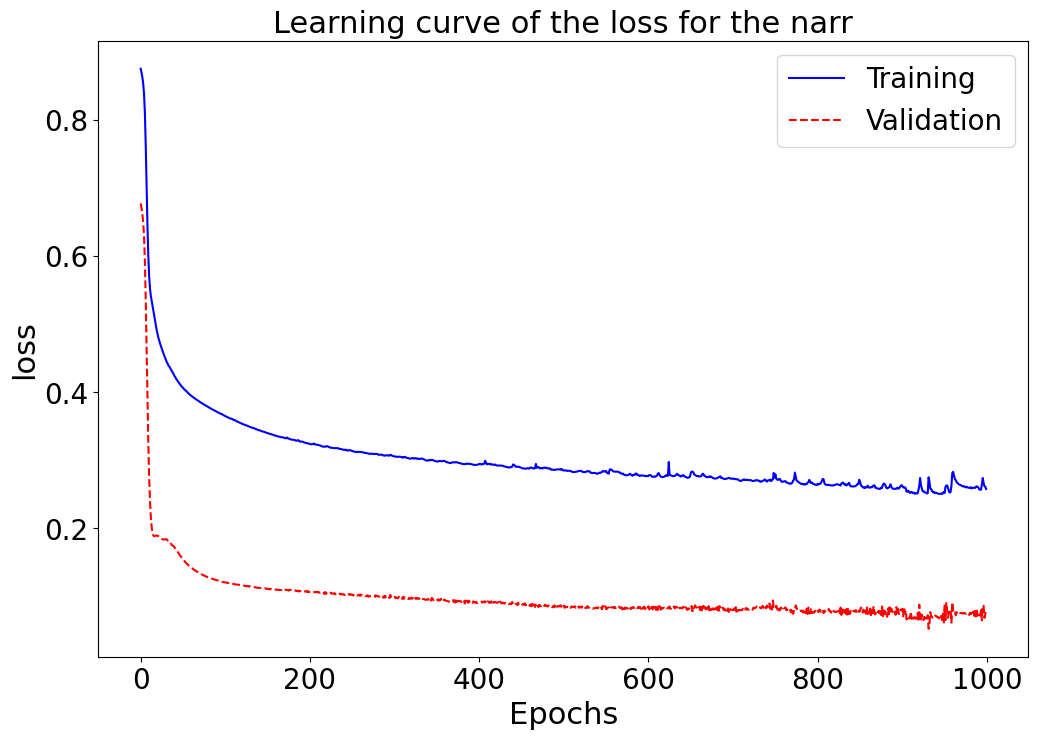 Learning curve of the loss for the narr
Training
Validation
loss
0.8
0.6
0.4
0.2
0 200 400 600 800 1000
Epochs